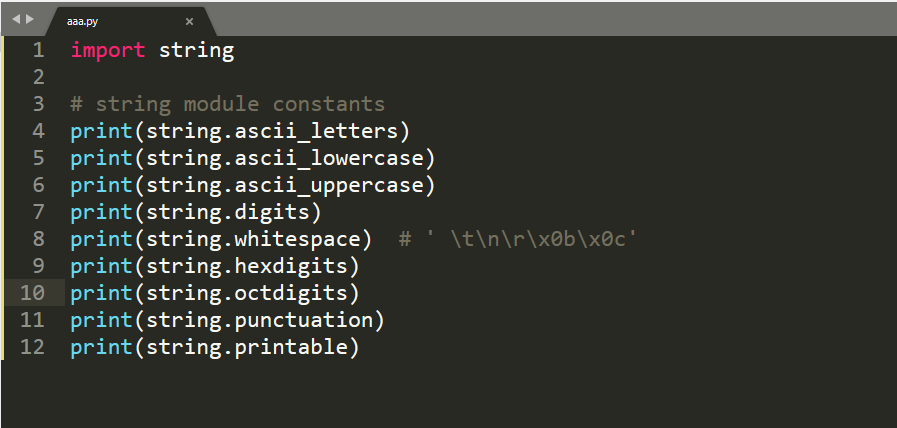 aaa.py
1 import string
2
3 # string module constants
4 print(string.ascii_letters)
5 print(string.ascii_lowercase)
6 print(string.ascii_uppercase)
7 print(string.digits)
8 print(string.whitespace)  # ' \t\n\r\x0b\x0c'
9 print(string.hexdigits)
10 print(string.octdigits)
11 print(string.punctuation)
12 print(string.printable)